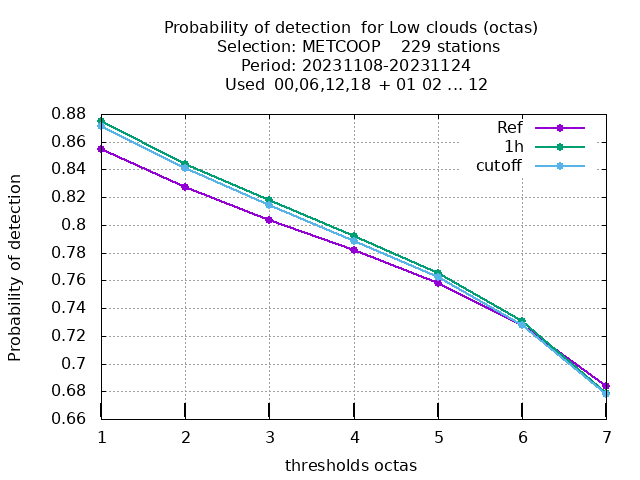 Probability of detection for Low clouds (octas)
Selection: METCOOP 229 stations
Period: 20231108-20231124
Used 00,06,12,18 + 01 02 ... 12
Ref
1h
cutoff
Probability of detection
0.88
0.86
0.84
0.82
0.8
0.78
0.76
0.74
0.72
0.7
0.68
0.66
1 2 3 4 5 6 7
thresholds octas